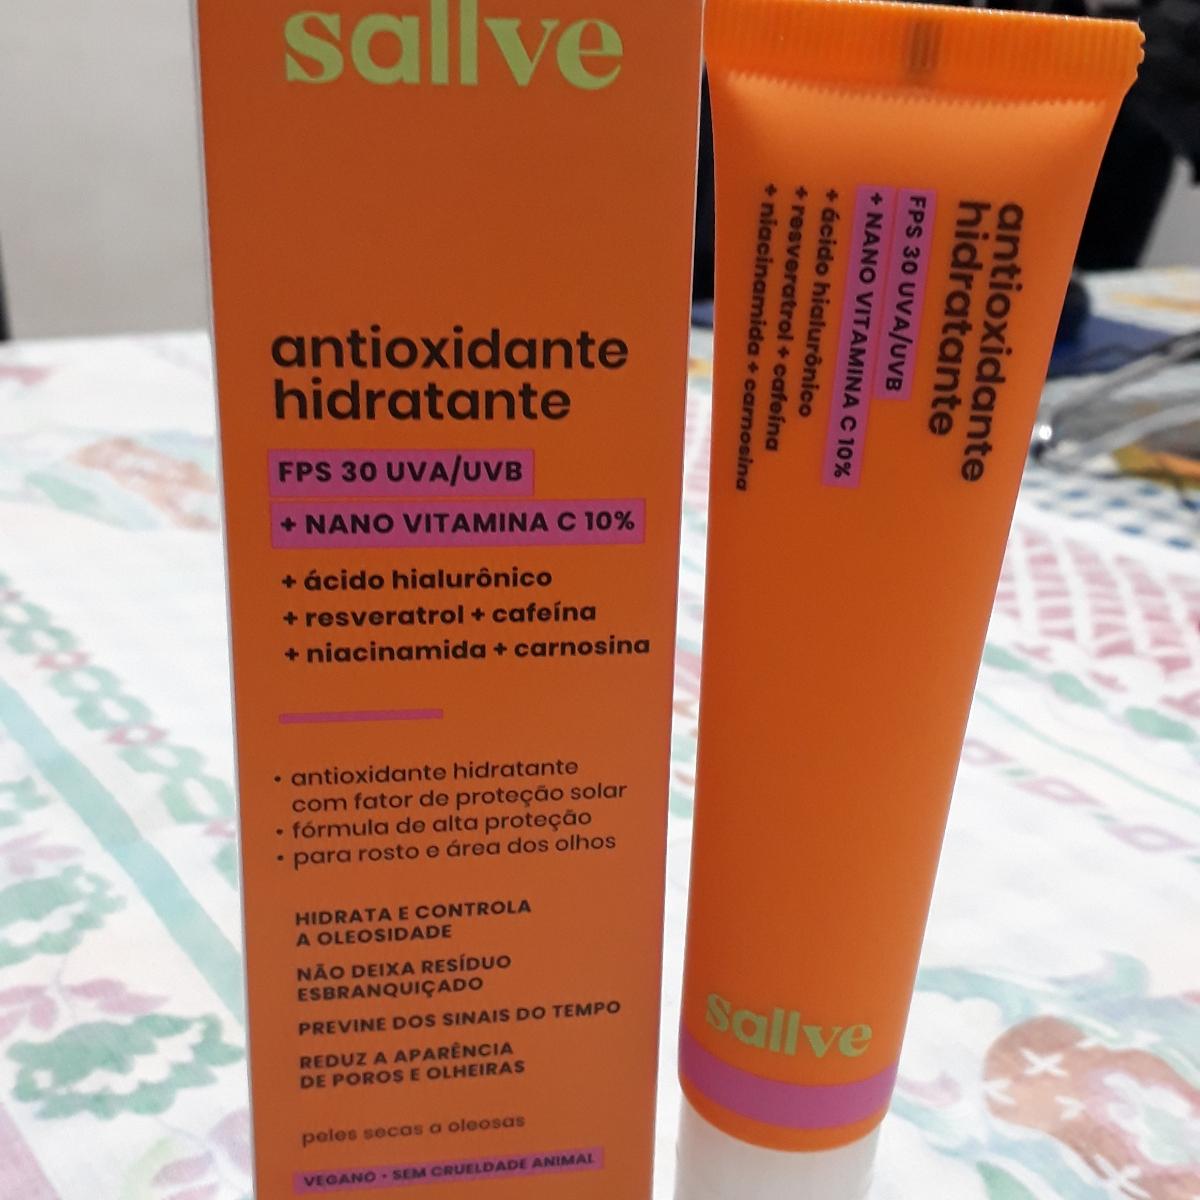 sallve
antioxidante
hidratante
FPS 30 UVA/UVB
+ NANO VITAMINA C 10%
+ ácido hialurônico
+ resveratrol + cafeína
+ niacinamida + carnosina
• antioxidante hidratante
com fator de proteção solar
• fórmula de alta proteção
• para rosto e área dos olhos
HIDRATA E CONTROLA
A OLEOSIDADE
NÃO DEIXA RESÍDUO
ESBRANQUIÇADO
PREVINE DOS SINAIS DO TEMPO
REDUZ A APARÊNCIA
DE POROS E OLHEIRAS
peles secas a oleosas
VEGANO • SEM CRUELDADE ANIMAL
antioxidante
hidratante
FPS 30 UVA/UVB
+ NANO VITAMINA C 10%
+ ácido hialurônico
+ resveratrol + cafeína
+ niacinamida + carnosina
sallve